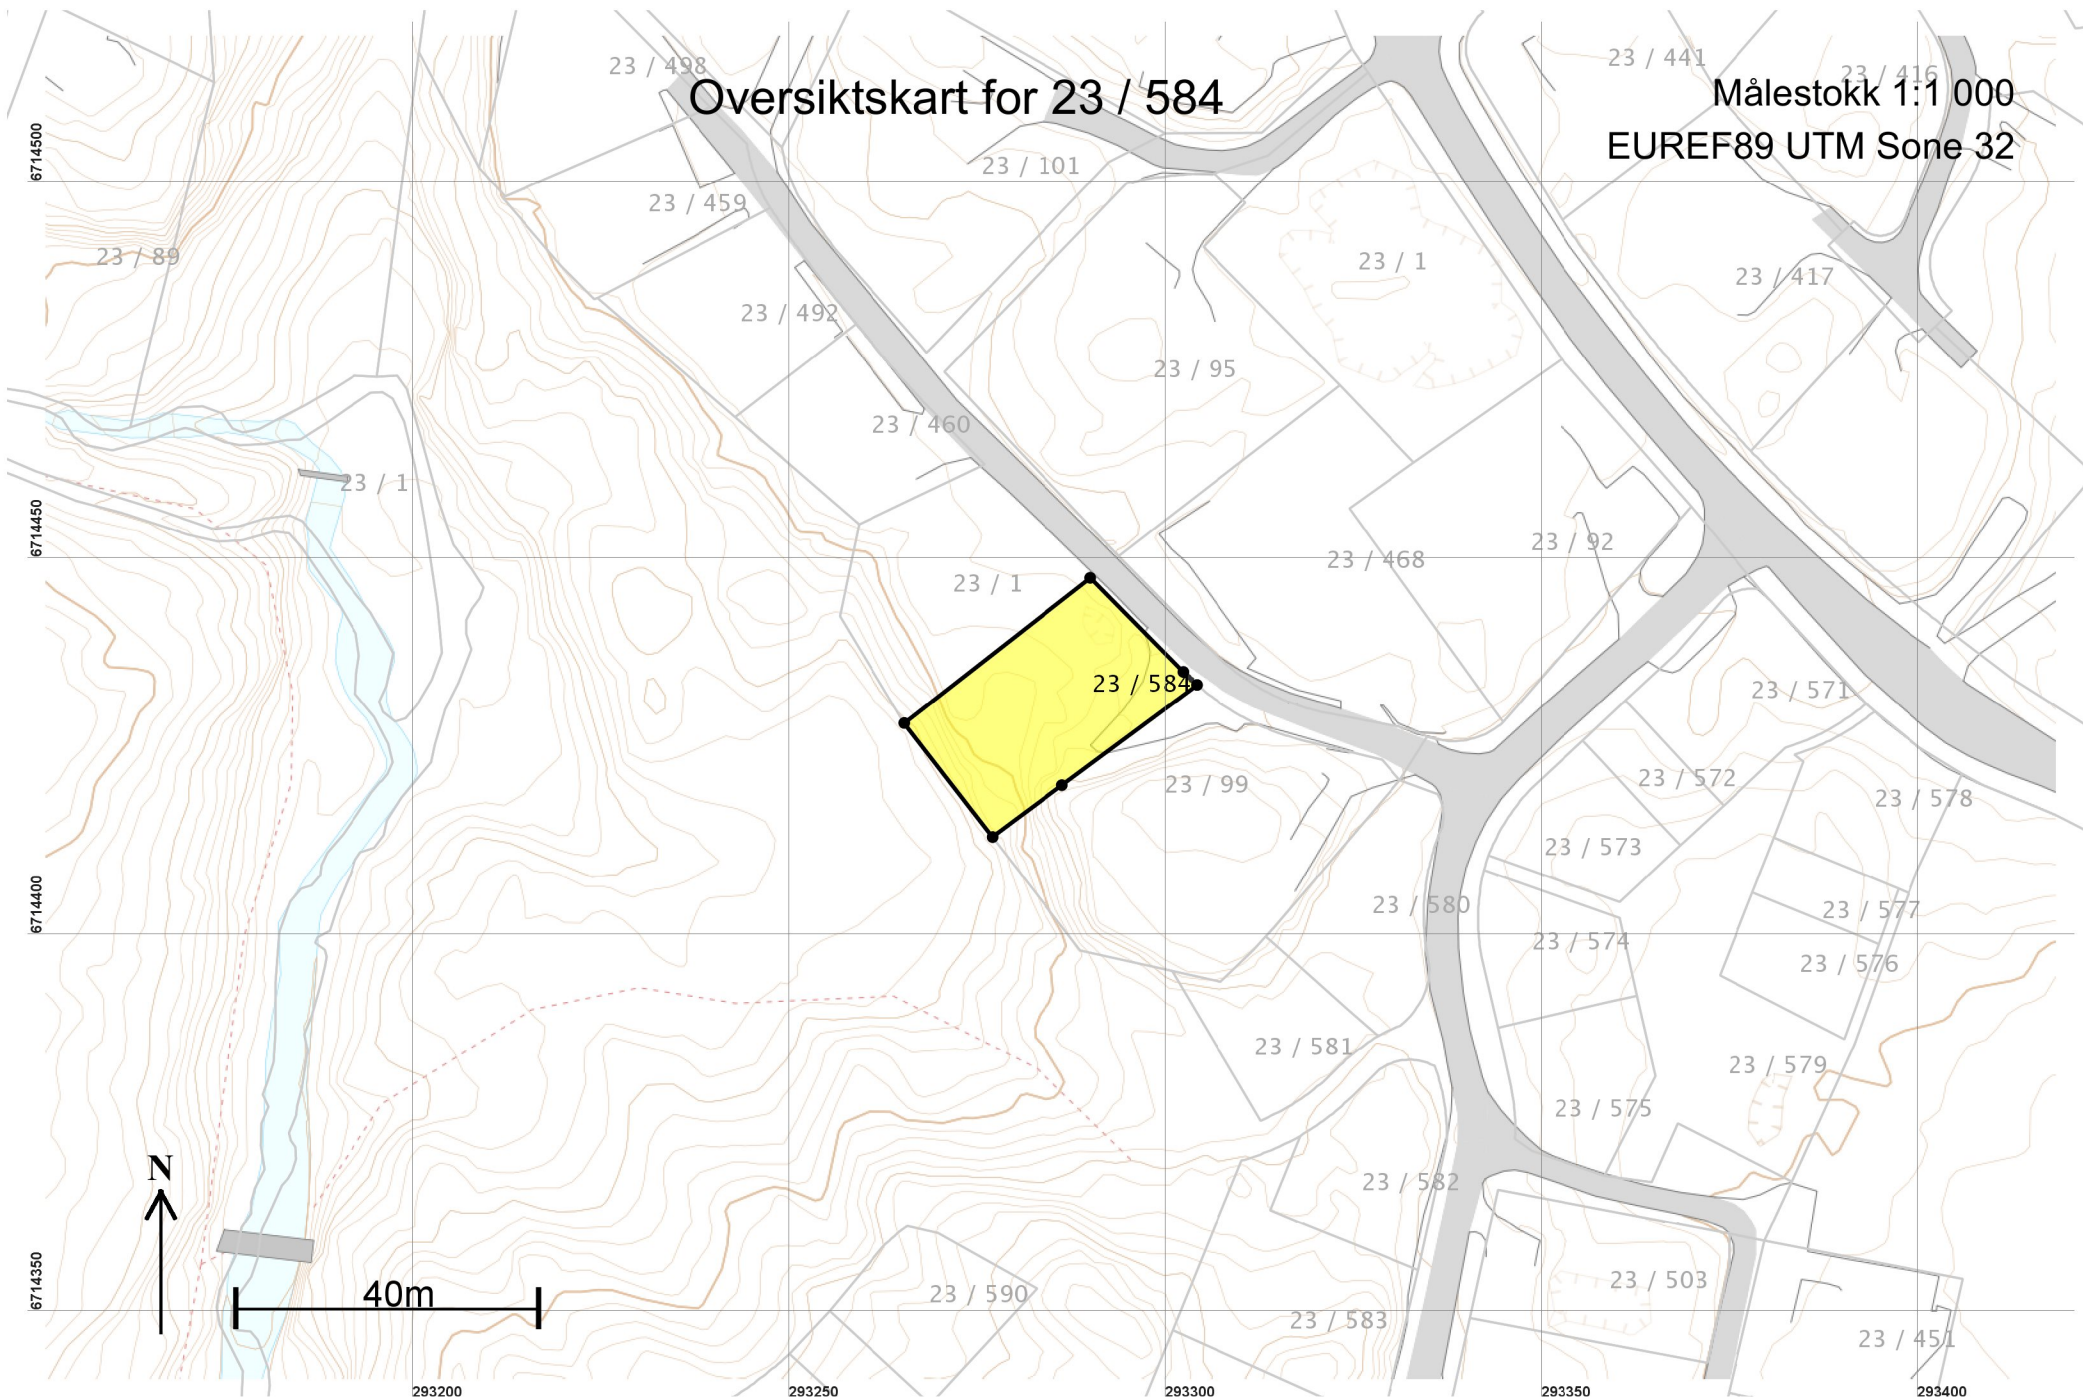 23 / 498
Oversiktskart for 23 / 584
23 / 441
23 / 416
Målestokk 1:1 000
EUREF89 UTM Sone 32
6714500
23 / 101
23 / 459
23 / 89
23 / 1
23 / 417
23 / 492
23 / 95
23 / 460
23 / 1
6714450
23 / 92
23 / 468
23 / 1
23 / 584
23 / 571
23 / 99
23 / 572
23 / 578
23 / 573
6714400
23 / 580
23 / 577
23 / 574
23 / 576
23 / 581
23 / 579
23 / 575
N
23 / 582
6714350
40m
23 / 590
23 / 503
23 / 583
23 / 451
293200
293250
293300
293350
293400